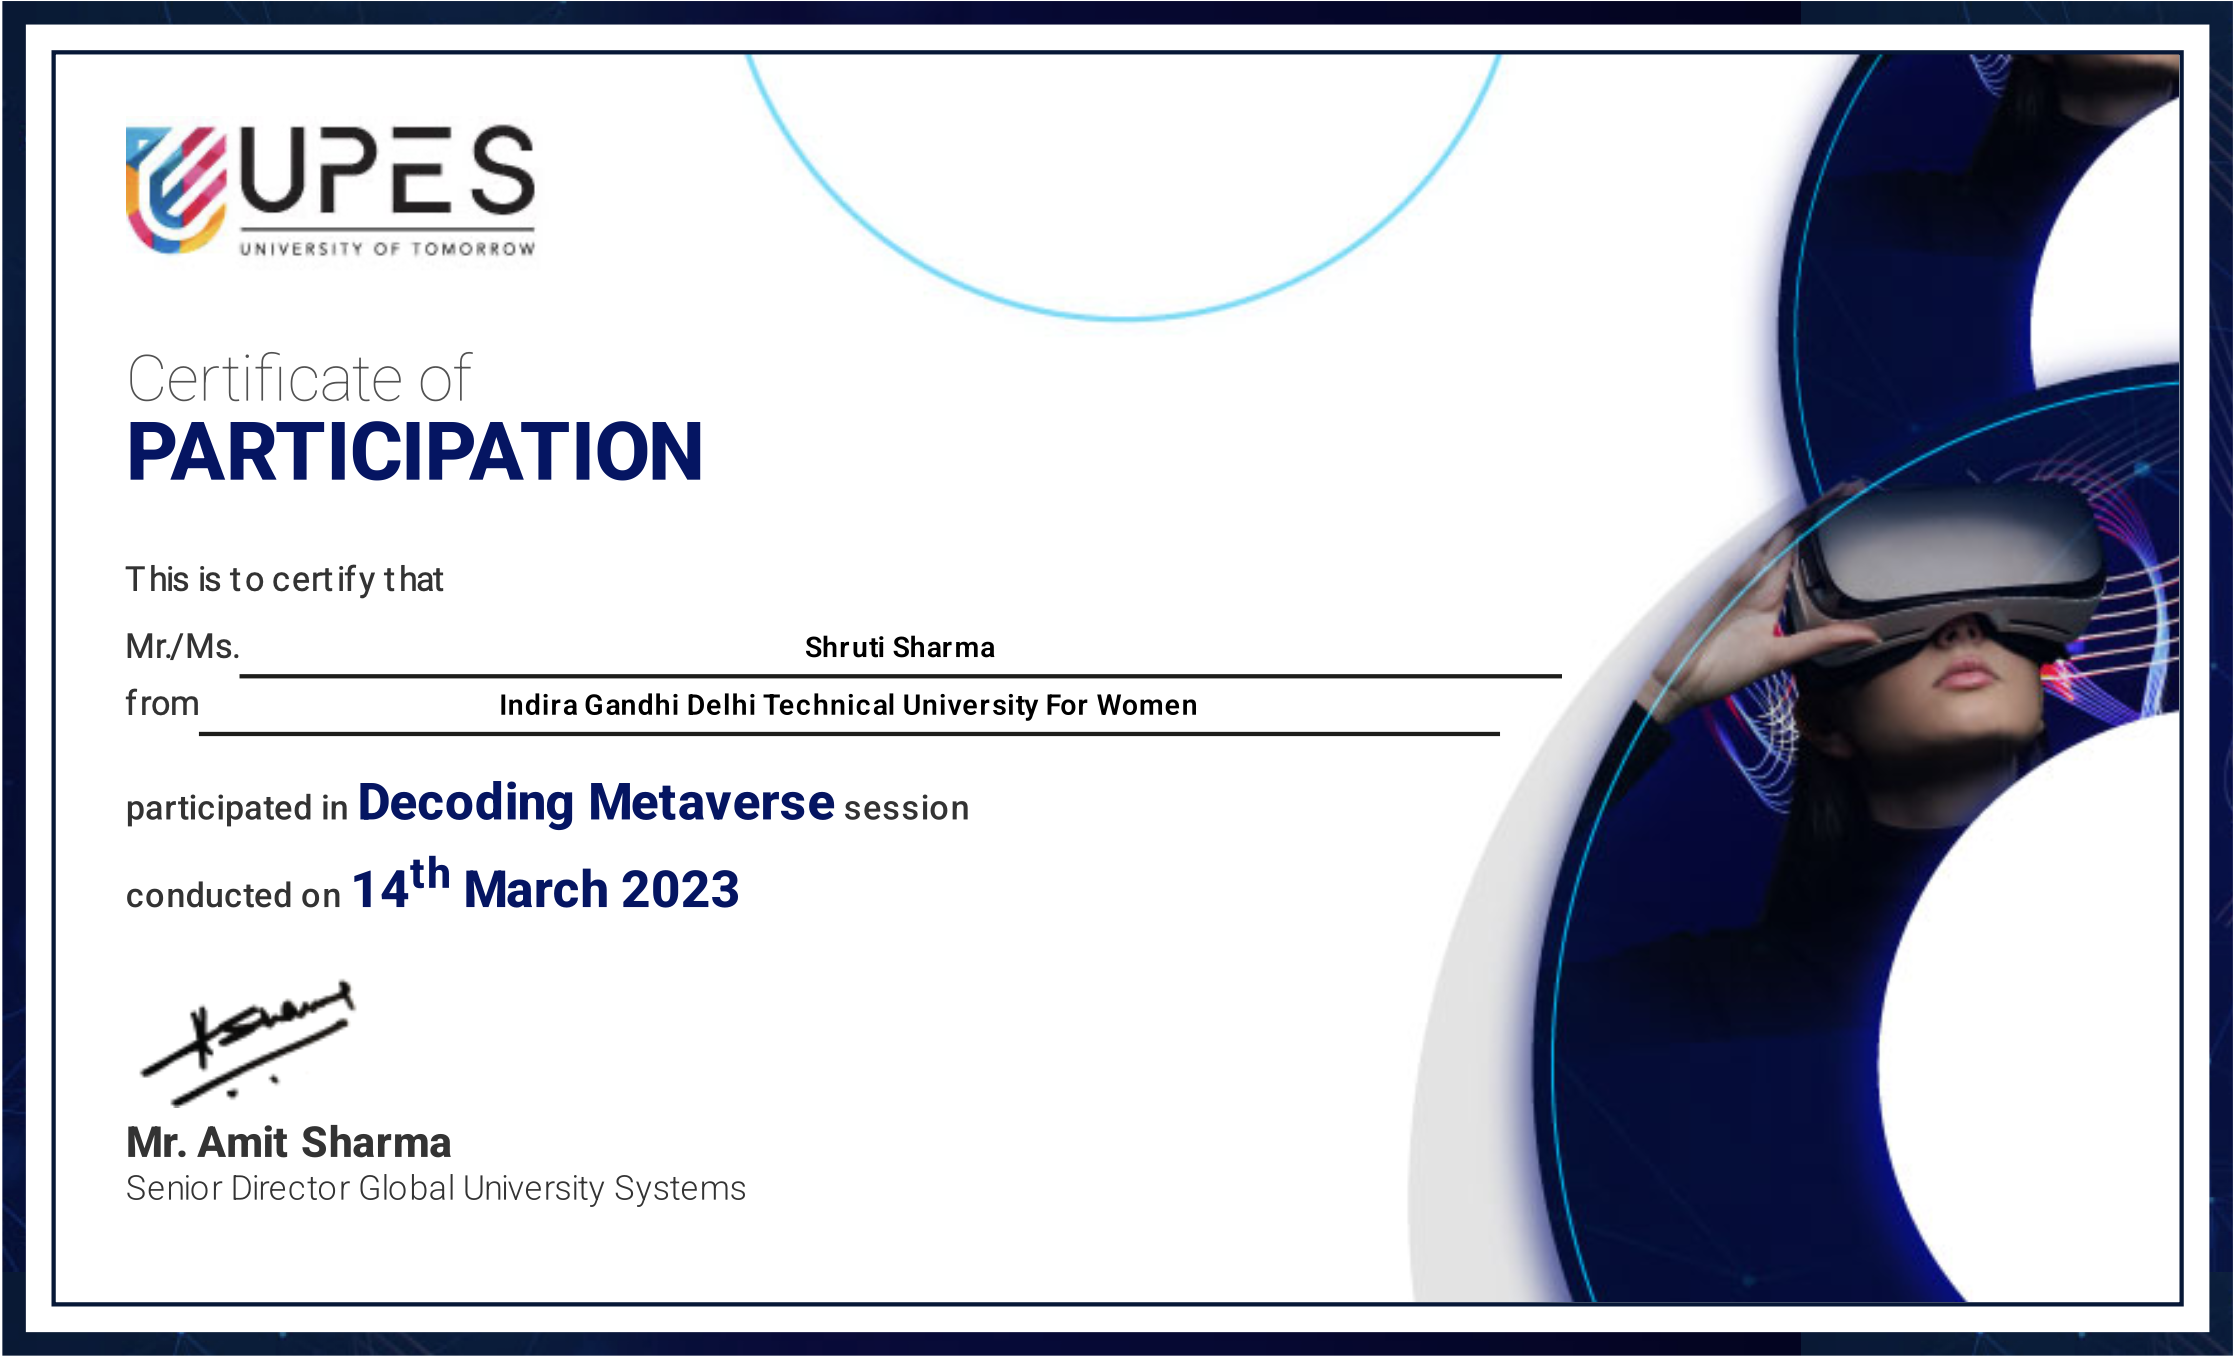 UPES
UNIVERSITY OF TOMORROW
Certificate of
PARTICIPATION
This is to certify that
Mr./Ms. Shruti Sharma
from Indira Gandhi Delhi Technical University For Women
participated in Decoding Metaverse session
conducted on 14th March 2023
Mr. Amit Sharma
Senior Director Global University Systems